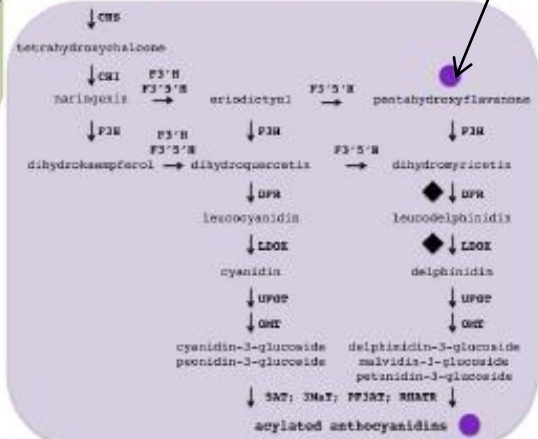 CHS
tetrahydroxychalcone
CHI F3'H
F3'5'H F3'5'H
naringenin eriodictyol pentahydroxyflavanone
F3H F3'H F3H F3H
F3'5'H F3'5'H
dihydrokaempferol dihydroquercetin dihydromyricetin
DFR DFR
leucocyanidin leucodelphinidin
LDOX LDOX
cyanidin delphinidin
UFGT UFGT
OMT OMT
cyanidin-3-glucoside delphinidin-3-glucoside
peonidin-3-glucoside malvidin-3-glucoside
petunidin-3-glucoside
5AT; 3MaT; PF3AT; RHATR
acylated anthocyanidins